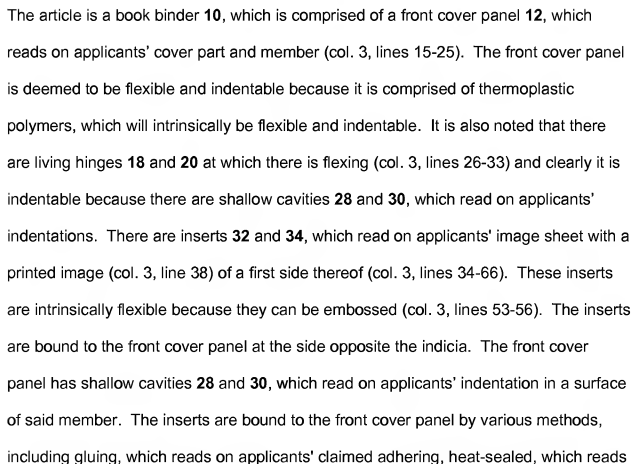 The article is a book binder 10, which is comprised of a front cover panel 12, which
reads on applicants' cover part and member (col. 3, lines 15-25). The front cover panel
is deemed to be flexible and indentable because it is comprised of thermoplastic
polymers, which will intrinsically be flexible and indentable. It is also noted that there
are living hinges 18 and 20 at which there is flexing (col. 3, lines 26-33) and clearly it is
indentable because there are shallow cavities 28 and 30, which read on applicants'
indentations. There are inserts 32 and 34, which read on applicants' image sheet with a
printed image (col. 3, line 38) of a first side thereof (col. 3, lines 34-66). These inserts
are intrinsically flexible because they can be embossed (col. 3, lines 53-56). The inserts
are bound to the front cover panel at the side opposite the indicia. The front cover
panel has shallow cavities 28 and 30, which read on applicants' indentation in a surface
of said member. The inserts are bound to the front cover panel by various methods,
including gluing, which reads on applicants' claimed adhering, heat-sealed, which reads